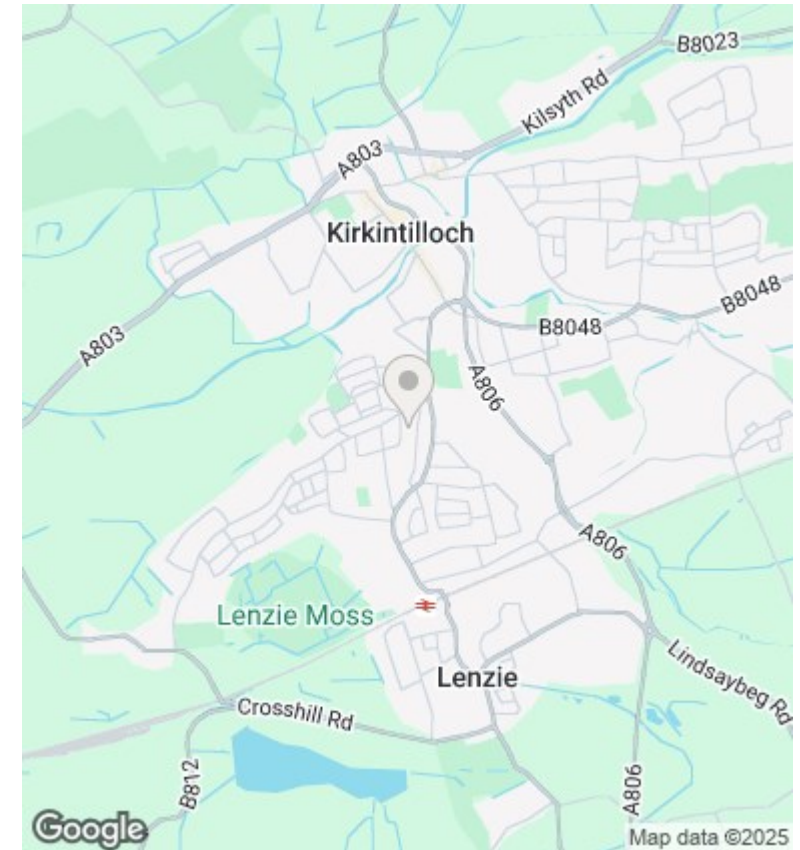 B8023
Kilsyth Rd
A803
Kirkintilloch
B8048
B8048
A803
A806
A806
Lenzie Moss
Lenzie
Lindsaybeg Rd
Crosshill Rd
B812
A806
Google
Map data ©2025